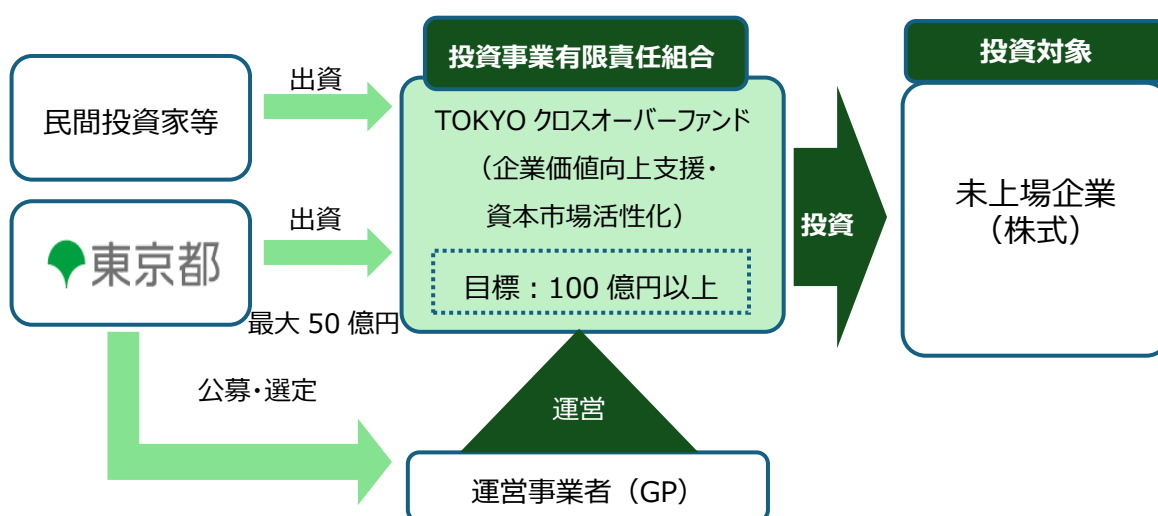 民間投資家等
出資
東京都
出資
最大 50 億円
公募・選定
投資事業有限責任組合
TOKYO クロスオーバーファンド
（企業価値向上支援・
資本市場活性化）
目標：100 億円以上
運営
運営事業者（GP）
投資
投資対象
未上場企業
（株式）